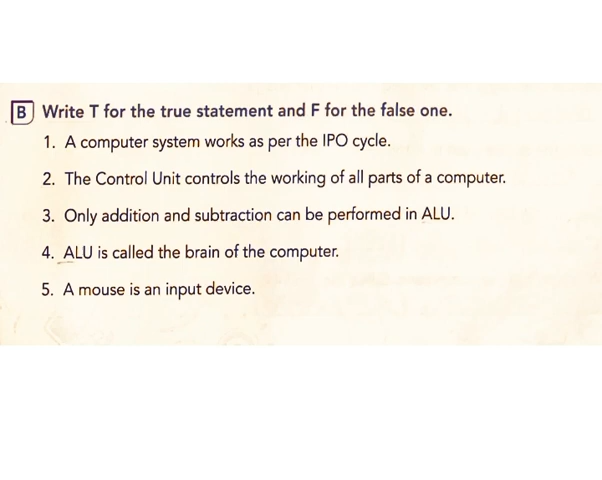 B Write T for the true statement and F for the false one.
1. A computer system works as per the IPO cycle.
2. The Control Unit controls the working of all parts of a computer.
3. Only addition and subtraction can be performed in ALU.
4. ALU is called the brain of the computer.
5. A mouse is an input device.